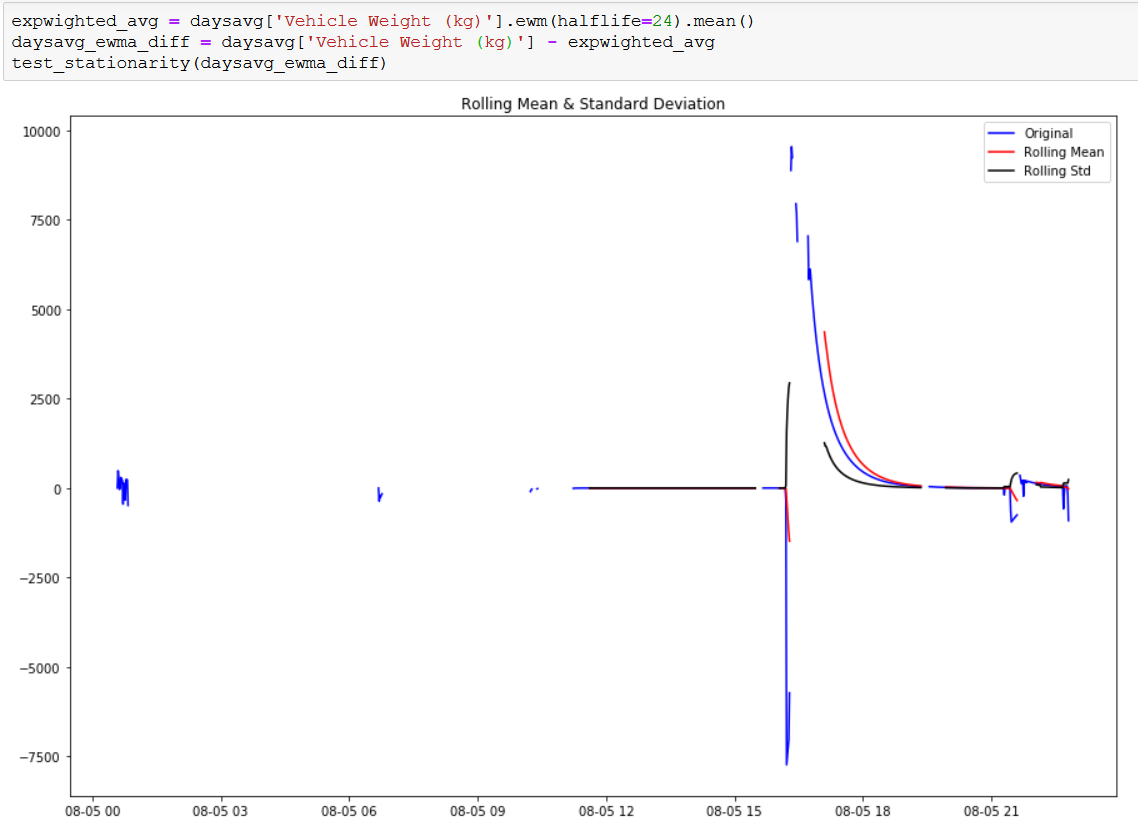 expwighted_avg = daysavg['Vehicle Weight (kg)'].ewm(halflife=24).mean()
daysavg_ewma_diff = daysavg['Vehicle Weight (kg)'] - expwighted_avg
test_stationarity(daysavg_ewma_diff)
Rolling Mean & Standard Deviation
Original
Rolling Mean
Rolling Std
10000
7500
5000
2500
0
−2500
−5000
−7500
08-05 00 08-05 03 08-05 06 08-05 09 08-05 12 08-05 15 08-05 18 08-05 21